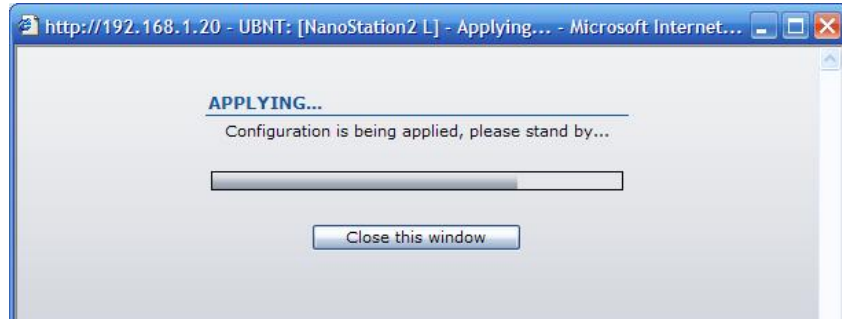 http://192.168.1.20 - UBNT: [NanoStation2 L] - Applying... - Microsoft Internet...
APPLYING...
Configuration is being applied, please stand by...
Close this window